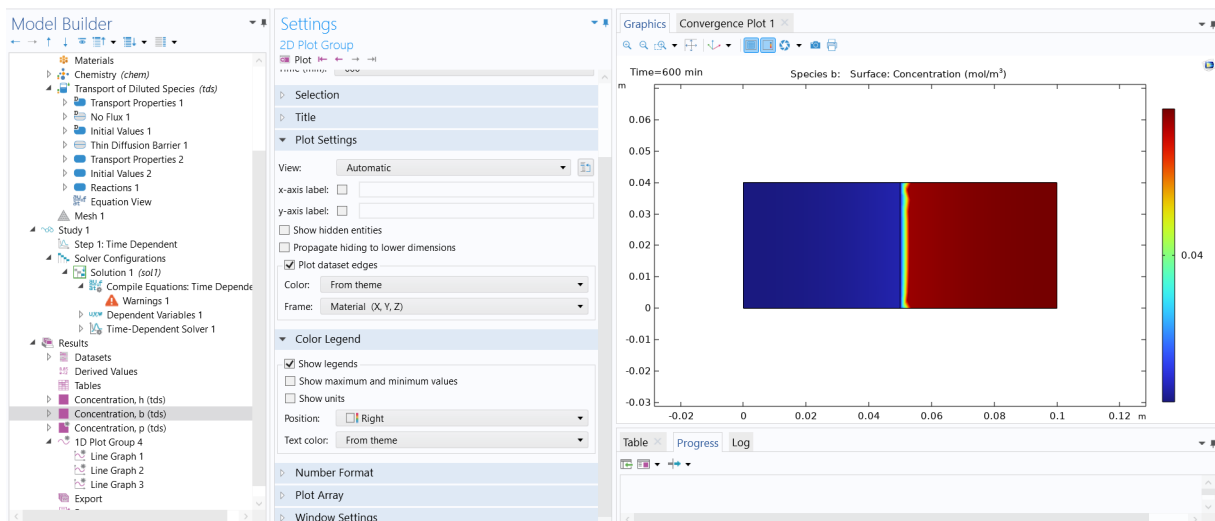 Model Builder
Materials
Chemistry (chem)
Transport of Diluted Species (tds)
Transport Properties 1
No Flux 1
Initial Values 1
Thin Diffusion Barrier 1
Transport Properties 2
Initial Values 2
Reactions 1
Equation View
Mesh 1
Study 1
Step 1: Time Dependent
Solver Configurations
Solution 1 (sol1)
Compile Equations: Time Depende
Warnings 1
Dependent Variables 1
Time-Dependent Solver 1
Results
Datasets
Derived Values
Tables
Concentration, h (tds)
Concentration, b (tds)
Concentration, p (tds)
1D Plot Group 4
Line Graph 1
Line Graph 2
Line Graph 3
Export
Settings
2D Plot Group
Plot
Time (min): 600
Selection
Title
Plot Settings
View: Automatic
x-axis label:
y-axis label:
Show hidden entities
Propagate hiding to lower dimensions
Plot dataset edges
Color: From theme
Frame: Material (X, Y, Z)
Color Legend
Show legends
Show maximum and minimum values
Show units
Position: Right
Text color: From theme
Number Format
Plot Array
Window Settings
Graphics Convergence Plot 1
Time=600 min Species b: Surface: Concentration (mol/m³)
m
0.06
0.05
0.04
0.03
0.02
0.01
0
-0.01
-0.02
-0.03
-0.02 0 0.02 0.04 0.06 0.08 0.1 0.12 m
0.04
Table Progress Log